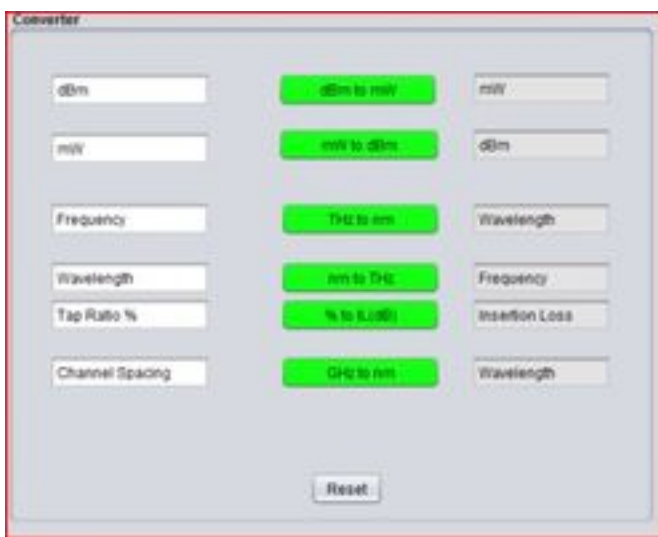 Converter
dBm dBm to mW mW
mW mW to dBm dBm
Frequency THz to nm Wavelength
Wavelength nm to THz Frequency
Tap Ratio % % to IL(dB) Insertion Loss
Channel Spacing GHz to nm Wavelength
Reset